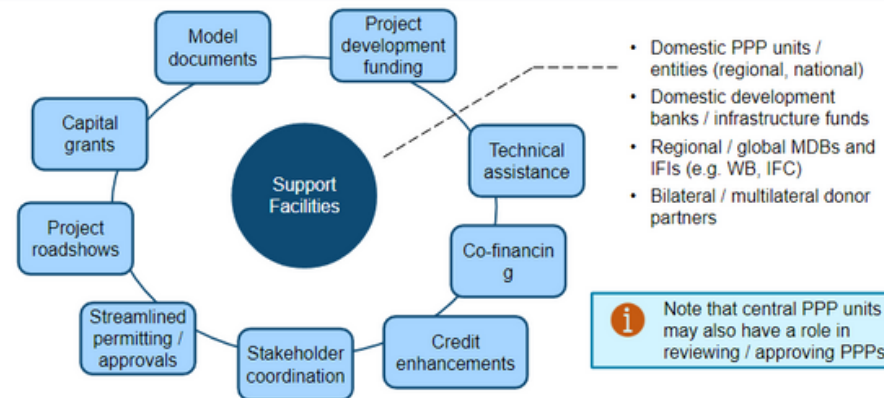 Model
documents
Project
development
funding
Capital
grants
Technical
assistance
Support
Facilities
Project
roadshows
Co-financin
g
Streamlined
permitting /
approvals
Stakeholder
coordination
Credit
enhancements
• Domestic PPP units /
entities (regional, national)
• Domestic development
banks / infrastructure funds
• Regional / global MDBs and
IFIs (e.g. WB, IFC)
• Bilateral / multilateral donor
partners
i
Note that central PPP units
may also have a role in
reviewing / approving PPPs